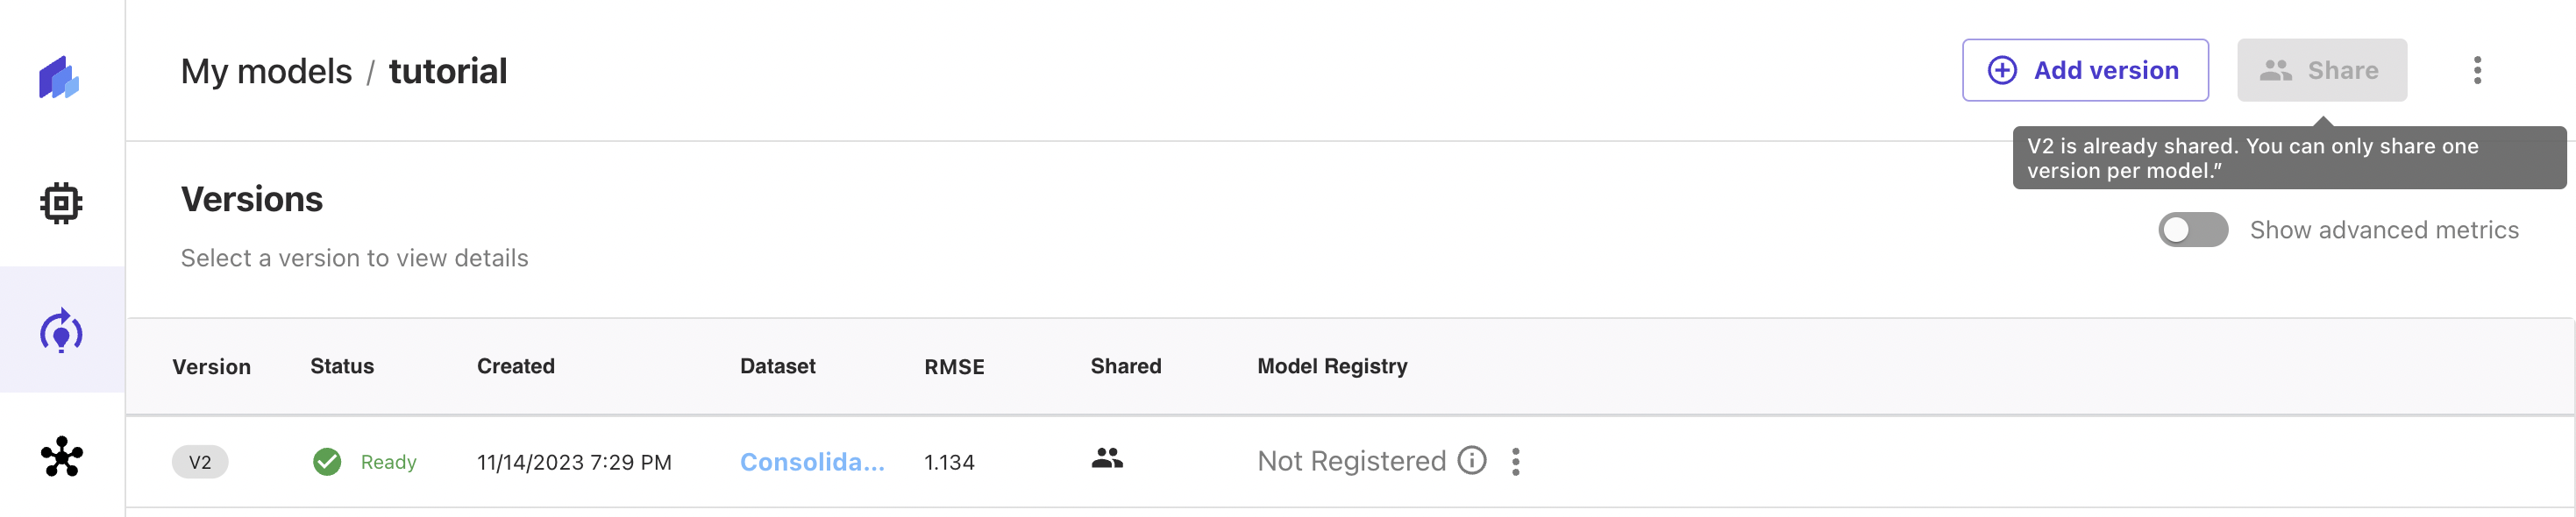 My models / tutorial
Add version
Share
V2 is already shared. You can only share one
version per model.”
Versions
Select a version to view details
Show advanced metrics
Version Status Created Dataset RMSE Shared Model Registry
V2 Ready 11/14/2023 7:29 PM Consolida... 1.134 Not Registered